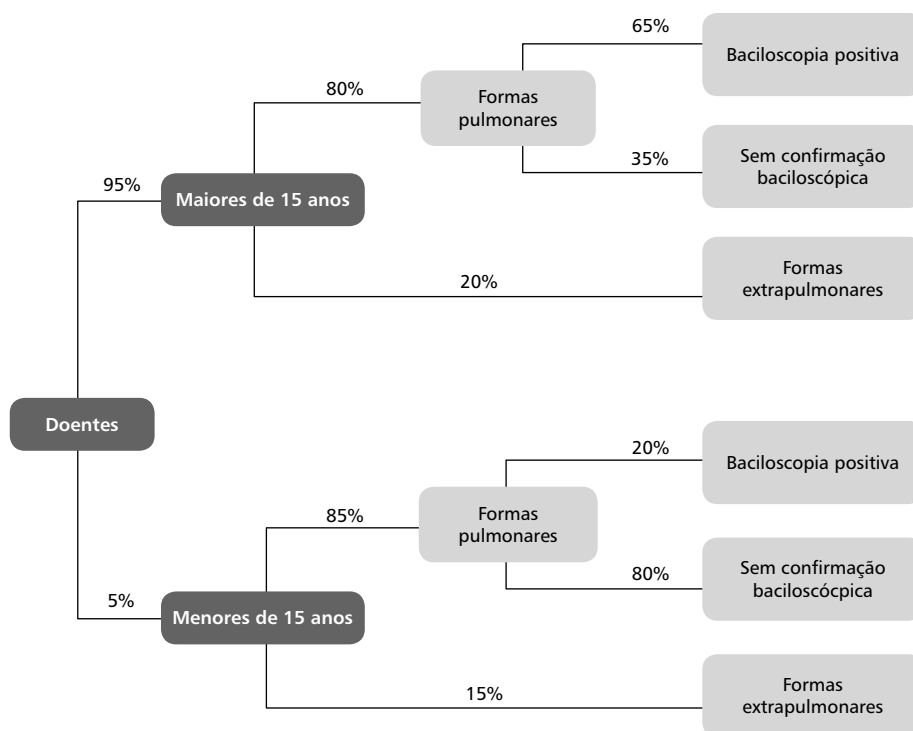 65%
Baciloscopia positiva
80%
Formas
pulmonares
35%
Sem confirmação
baciloscópica
95%
Maiores de 15 anos
20%
Formas
extrapulmonares
Doentes
20%
Baciloscopia positiva
85%
Formas
pulmonares
80%
Sem confirmação
baciloscócpica
5%
Menores de 15 anos
15%
Formas
extrapulmonares